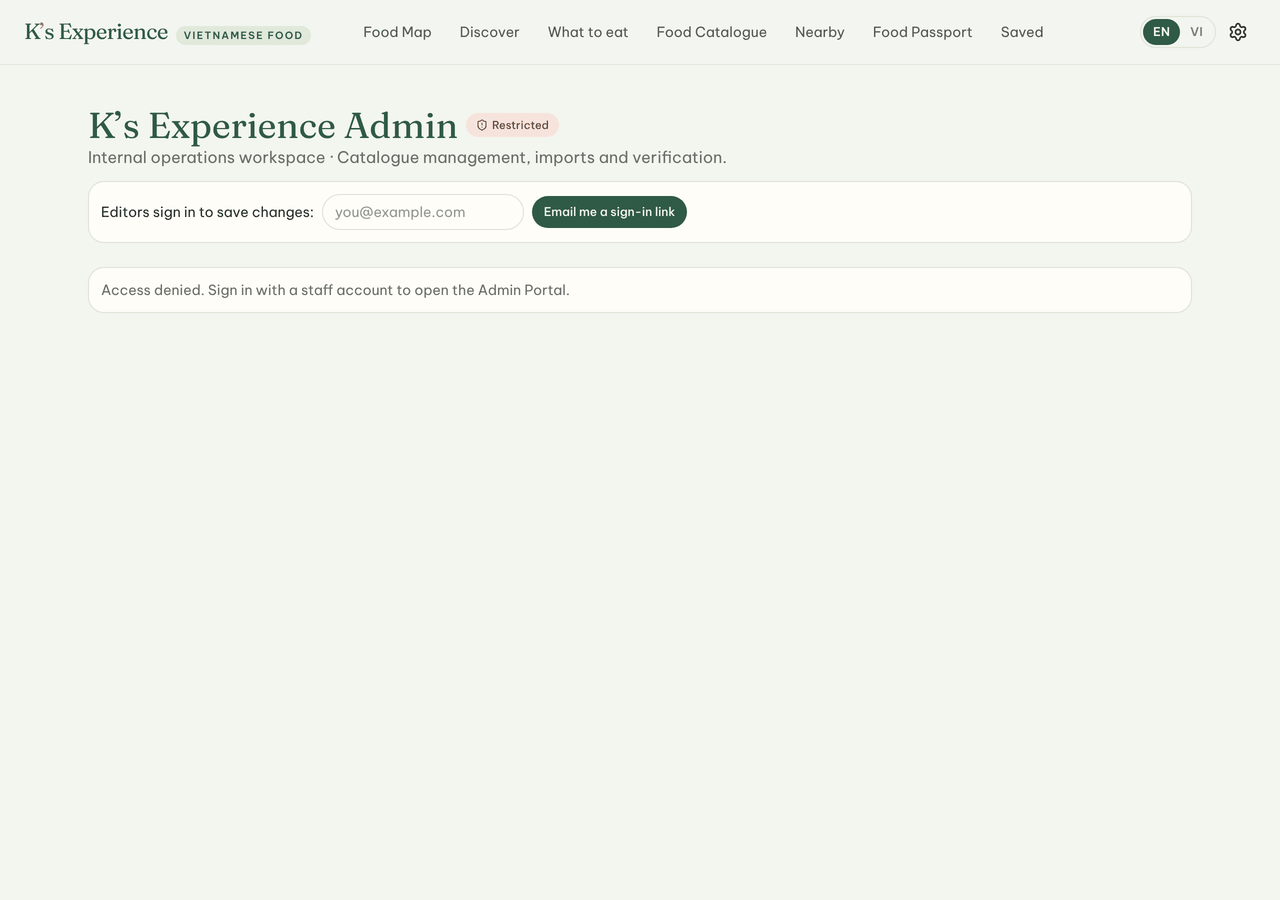 K's Experience VIETNAMESE FOOD Food Map Discover What to eat Food Catalogue Nearby Food Passport Saved EN VI
K's Experience Admin Restricted
Internal operations workspace · Catalogue management, imports and verification.
Editors sign in to save changes: you@example.com Email me a sign-in link
Access denied. Sign in with a staff account to open the Admin Portal.